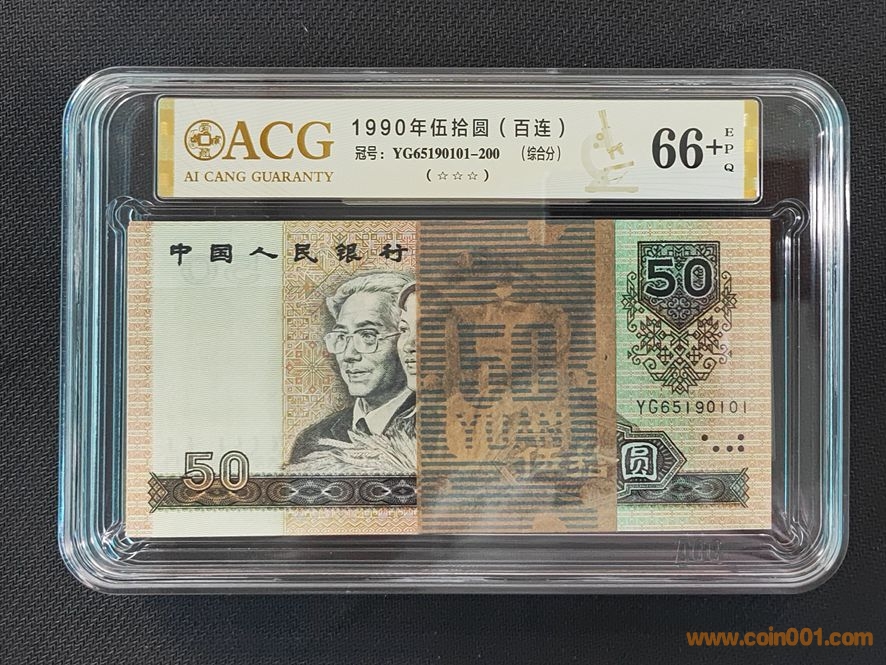 ACG
AI CANG GUARANTY
1990年伍拾圆（百连）
冠号：YG65190101-200 （综合分）
（☆☆☆）
66+
EPQ
中国人民银行
50
50
YUAN
伍拾圆
YG65190101
50
ACG
www.coin001.com